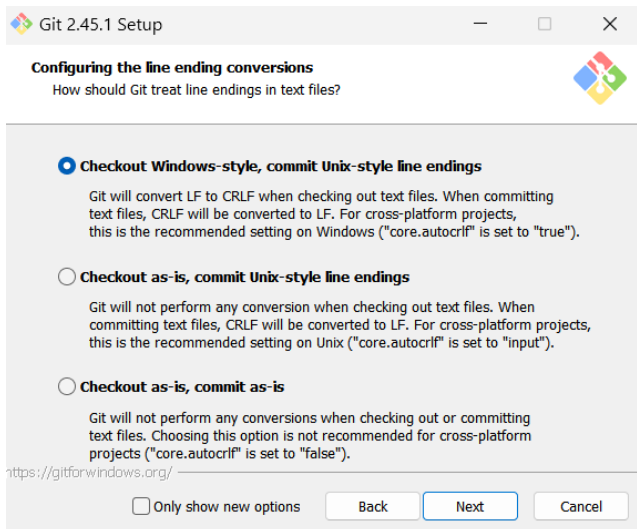 Git 2.45.1 Setup
Configuring the line ending conversions
How should Git treat line endings in text files?
Checkout Windows-style, commit Unix-style line endings
Git will convert LF to CRLF when checking out text files. When committing
text files, CRLF will be converted to LF. For cross-platform projects,
this is the recommended setting on Windows ("core.autocrlf" is set to "true").
Checkout as-is, commit Unix-style line endings
Git will not perform any conversion when checking out text files. When
committing text files, CRLF will be converted to LF. For cross-platform projects,
this is the recommended setting on Unix ("core.autocrlf" is set to "input").
Checkout as-is, commit as-is
Git will not perform any conversions when checking out or committing
text files. Choosing this option is not recommended for cross-platform
projects ("core.autocrlf" is set to "false").
https://gitforwindows.org/
Only show new options
Back
Next
Cancel